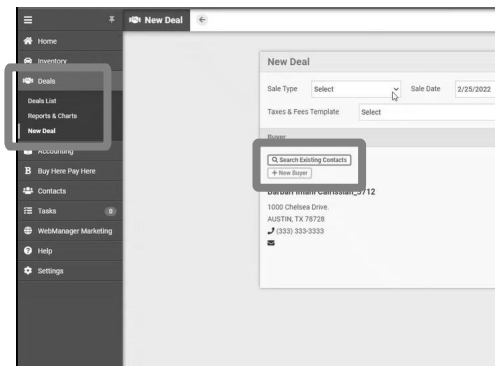 New Deal
Home
Inventory
Deals
Deals List
Reports & Charts
New Deal
Accounting
B Buy Here Pay Here
Contacts
Tasks 0
WebManager Marketing
Help
Settings
New Deal
Sale Type Select Sale Date 2/25/2022
Taxes & Fees Template Select
Buyer
Search Existing Contacts
+ New Buyer
1000 Chelsea Drive.
AUSTIN, TX 78728
(333) 333-3333